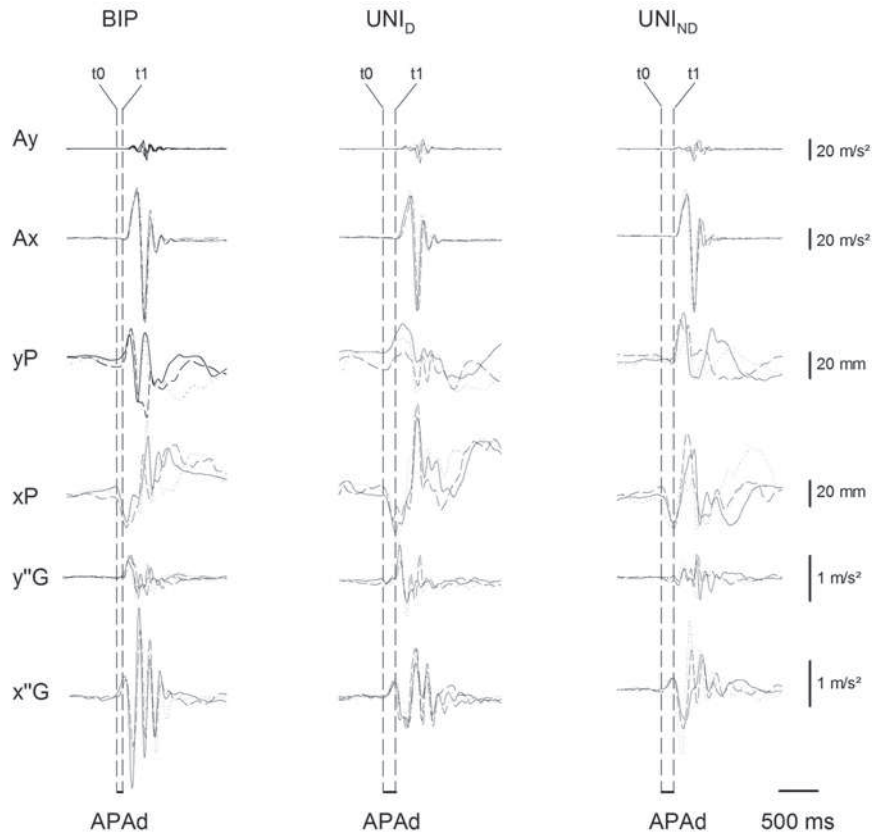 BIP UNI_D UNI_ND
t0 t1 t0 t1 t0 t1
Ay 20 m/s²
Ax 20 m/s²
yP 20 mm
xP 20 mm
y"G 1 m/s²
x"G 1 m/s²
APAd APAd APAd 500 ms